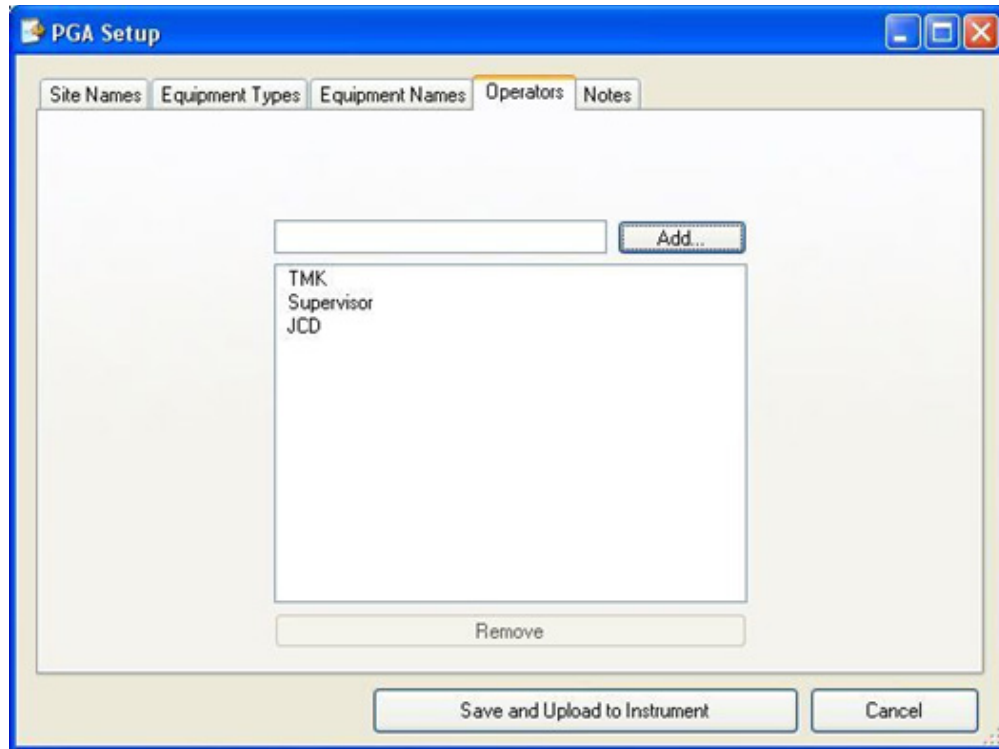 PGA Setup
Site Names Equipment Types Equipment Names Operators Notes
Add...
TMK
Supervisor
JCD
Remove
Save and Upload to Instrument Cancel